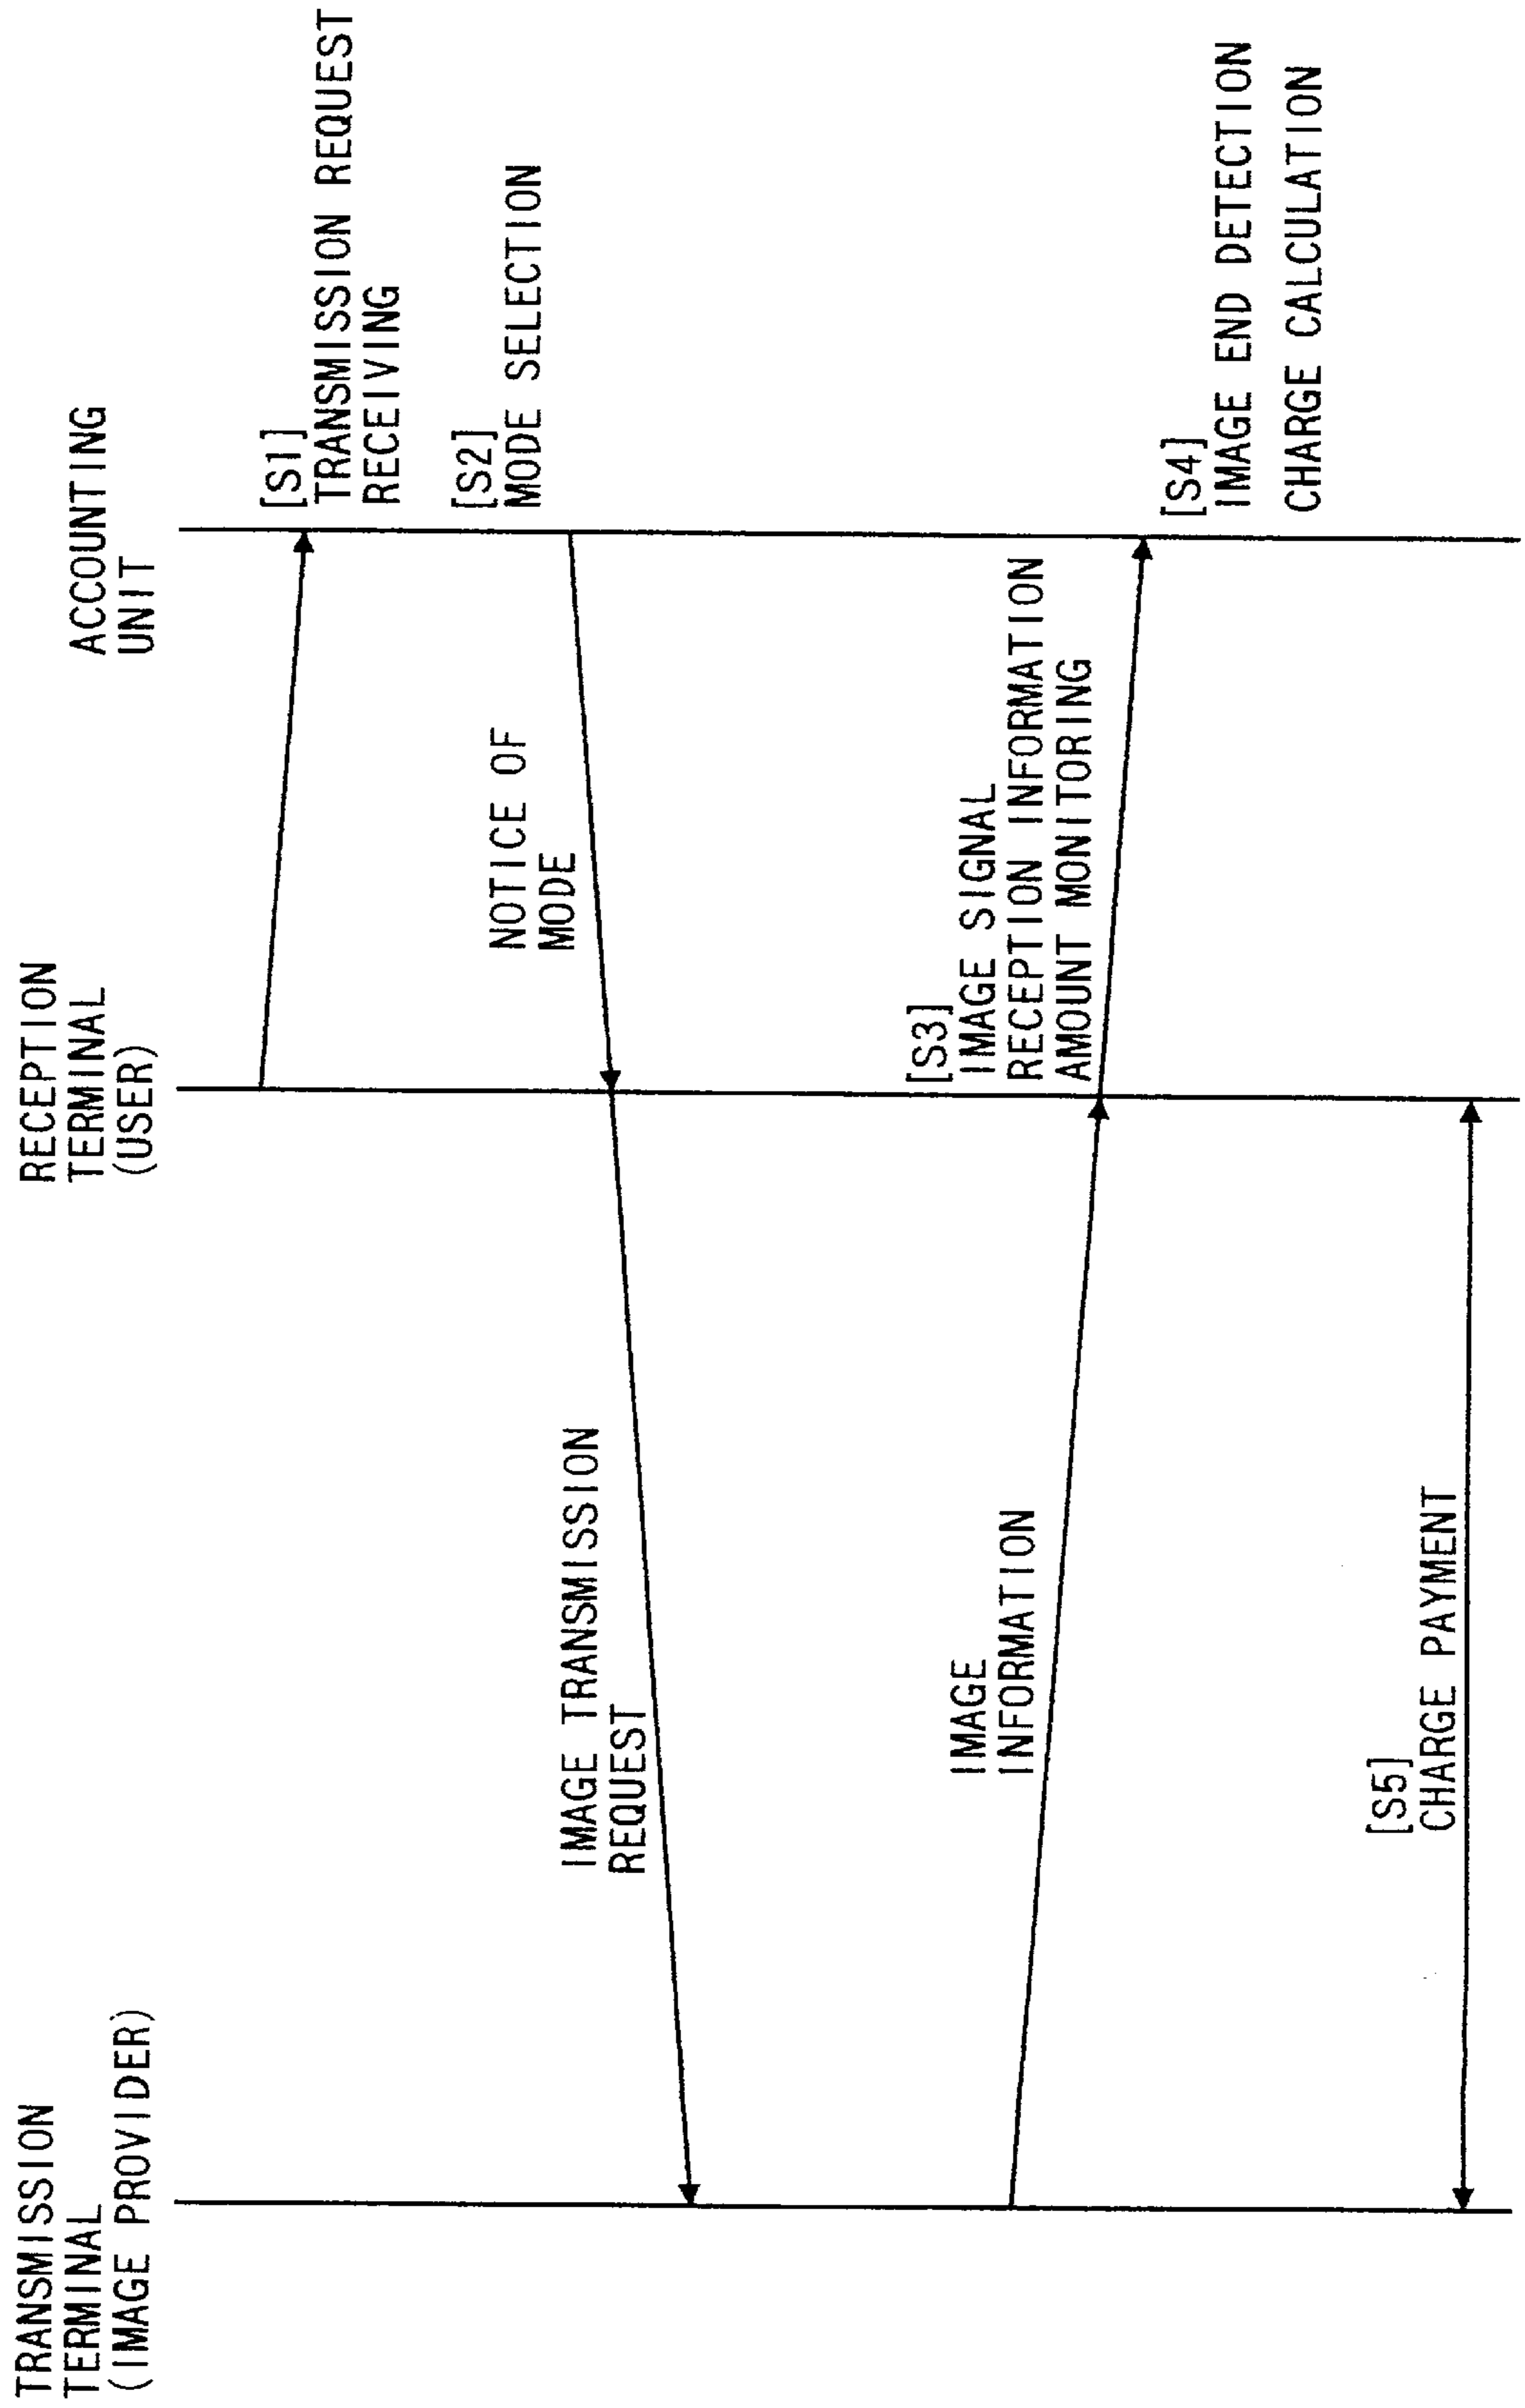 TRANSMISSION
TERMINAL
(IMAGE PROVIDER)
RECEPTION
TERMINAL
(USER)
ACCOUNTING
UNIT
[S1]
TRANSMISSION REQUEST
RECEIVING
[S2]
MODE SELECTION
NOTICE OF
MODE
IMAGE TRANSMISSION
REQUEST
[S3]
IMAGE SIGNAL
RECEPTION INFORMATION
AMOUNT MONITORING
IMAGE
INFORMATION
[S4]
IMAGE END DETECTION
CHARGE CALCULATION
[S5]
CHARGE PAYMENT